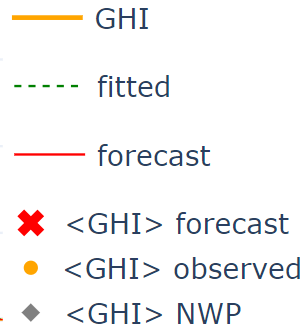 GHI
fitted
forecast
<GHI> forecast
<GHI> observed
<GHI> NWP